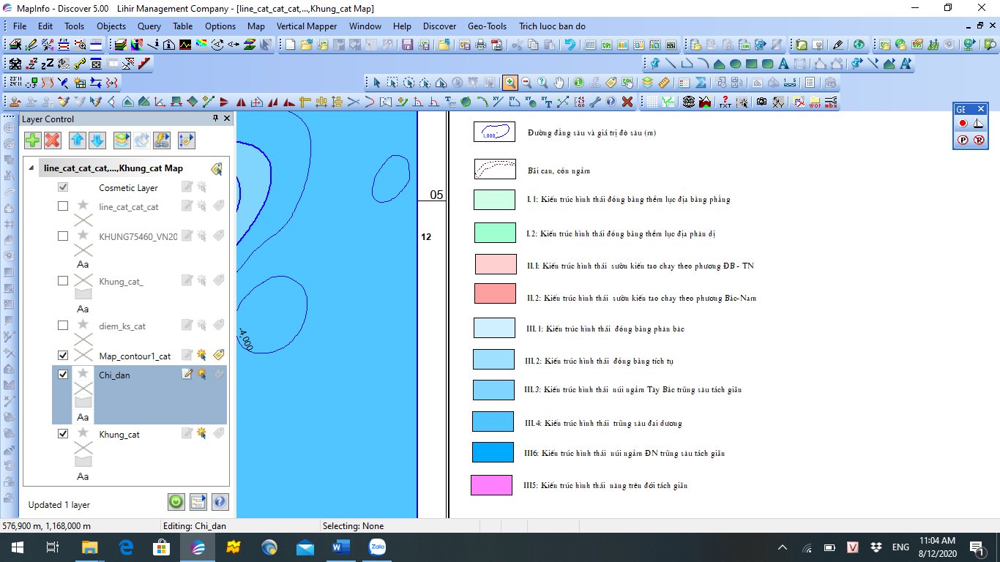 MapInfo - Discover 5.00    Lihir Management Company - [line_cat_cat_cat,...,Khung_cat Map]
File Edit Tools Objects Query Table Options Map Vertical Mapper Window Help Discover Geo-Tools Trich luoc ban do
Layer Control
GE
line_cat_cat_cat,...,Khung_cat Map
Cosmetic Layer
line_cat_cat_cat
KHUNG75460_VN20
Aa
Khung_cat_
Aa
diem_ks_cat
Map_contour1_cat
Chi_dan
Aa
Khung_cat
Aa
Updated 1 layer
-4,000
05
12
1,000
Đường đẳng sâu và giá trị độ sâu (m)
Bãi cạn, cồn ngầm
I.1: Kiến trúc hình thái đồng bằng thềm lục địa bằng phẳng
I.2: Kiến trúc hình thái đồng bằng thềm lục địa phân dị
II.1: Kiến trúc hình thái sườn kiến tạo chạy theo phương ĐB - TN
II.2: Kiến trúc hình thái sườn kiến tạo chạy theo phương Bắc-Nam
III.1: Kiến trúc hình thái đồng bằng phân bậc
III.2: Kiến trúc hình thái đồng bằng tích tụ
III.3: Kiến trúc hình thái núi ngầm Tây Bắc trũng sâu tách giãn
III.4: Kiến trúc hình thái trũng sâu đại dương
III6: Kiến trúc hình thái núi ngầm ĐN trũng sâu tách giãn
III5: Kiến trúc hình thái nâng trên đới tách giãn
576,900 m, 1,168,000 m    Editing: Chi_dan    Selecting: None
Zalo
ENG
11:04 AM
8/12/2020